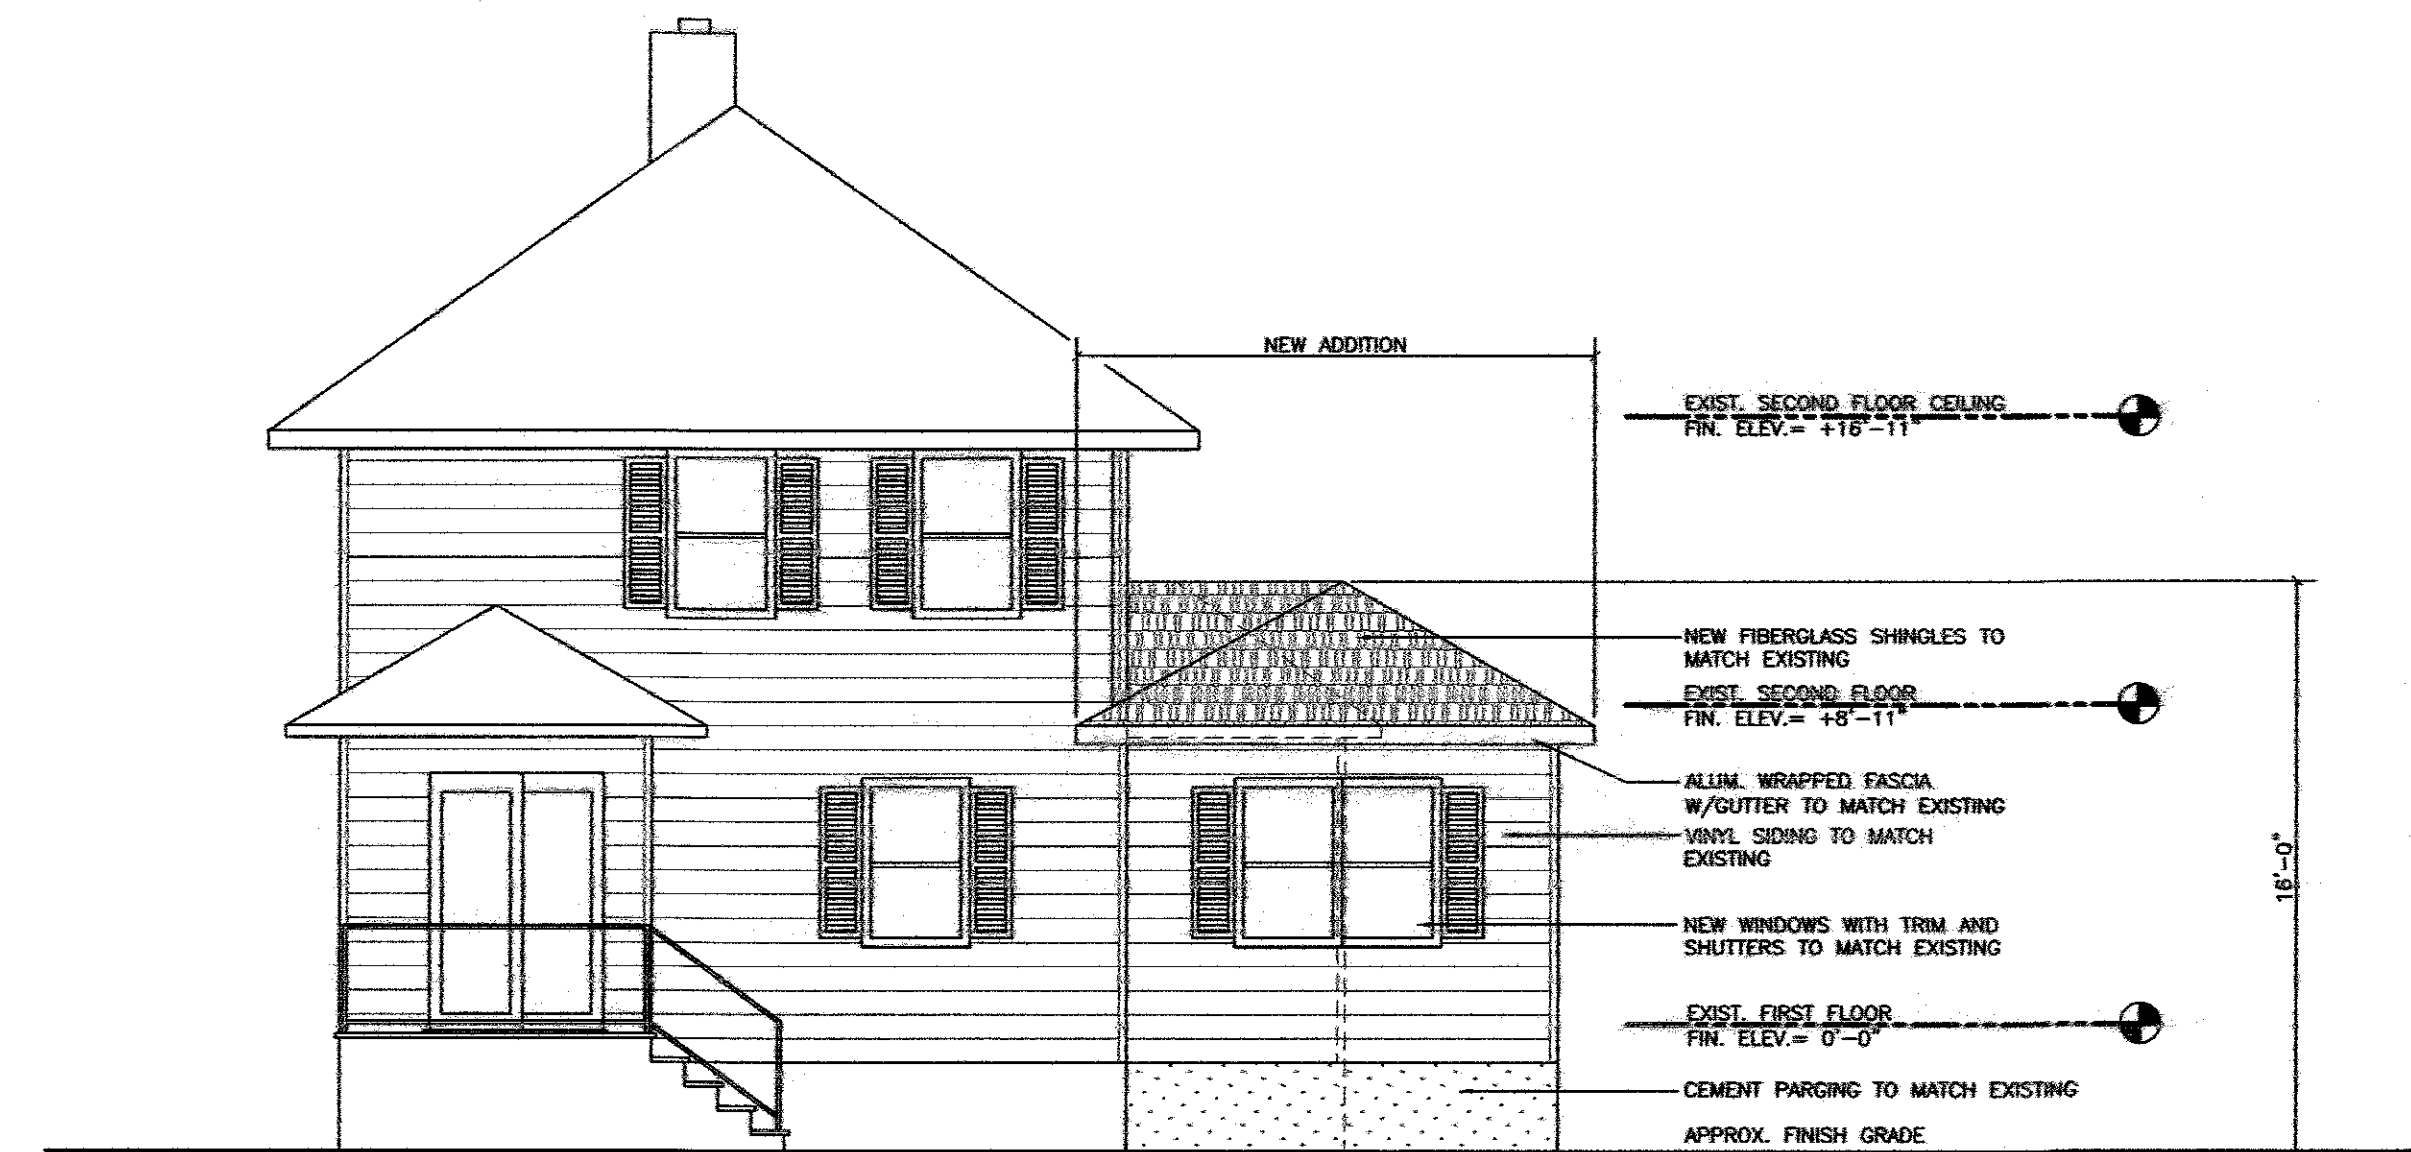 NEW ADDITION
EXIST. SECOND FLOOR CEILING
FIN. ELEV.= +16'-11"
NEW FIBERGLASS SHINGLES TO
MATCH EXISTING
EXIST. SECOND FLOOR
FIN. ELEV.= +8'-11"
ALUM. WRAPPED FASCIA
W/GUTTER TO MATCH EXISTING
VINYL SIDING TO MATCH
EXISTING
16'-0"
NEW WINDOWS WITH TRIM AND
SHUTTERS TO MATCH EXISTING
EXIST. FIRST FLOOR
FIN. ELEV.= 0'-0"
CEMENT PARGING TO MATCH EXISTING
APPROX. FINISH GRADE